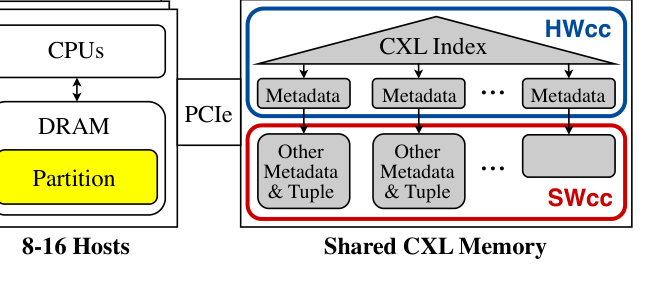 CPUs
DRAM
Partition
8-16 Hosts
PCIe
HWcc
CXL Index
Metadata
Metadata
...
Metadata
Other
Metadata
& Tuple
Other
Metadata
& Tuple
...
SWcc
Shared CXL Memory